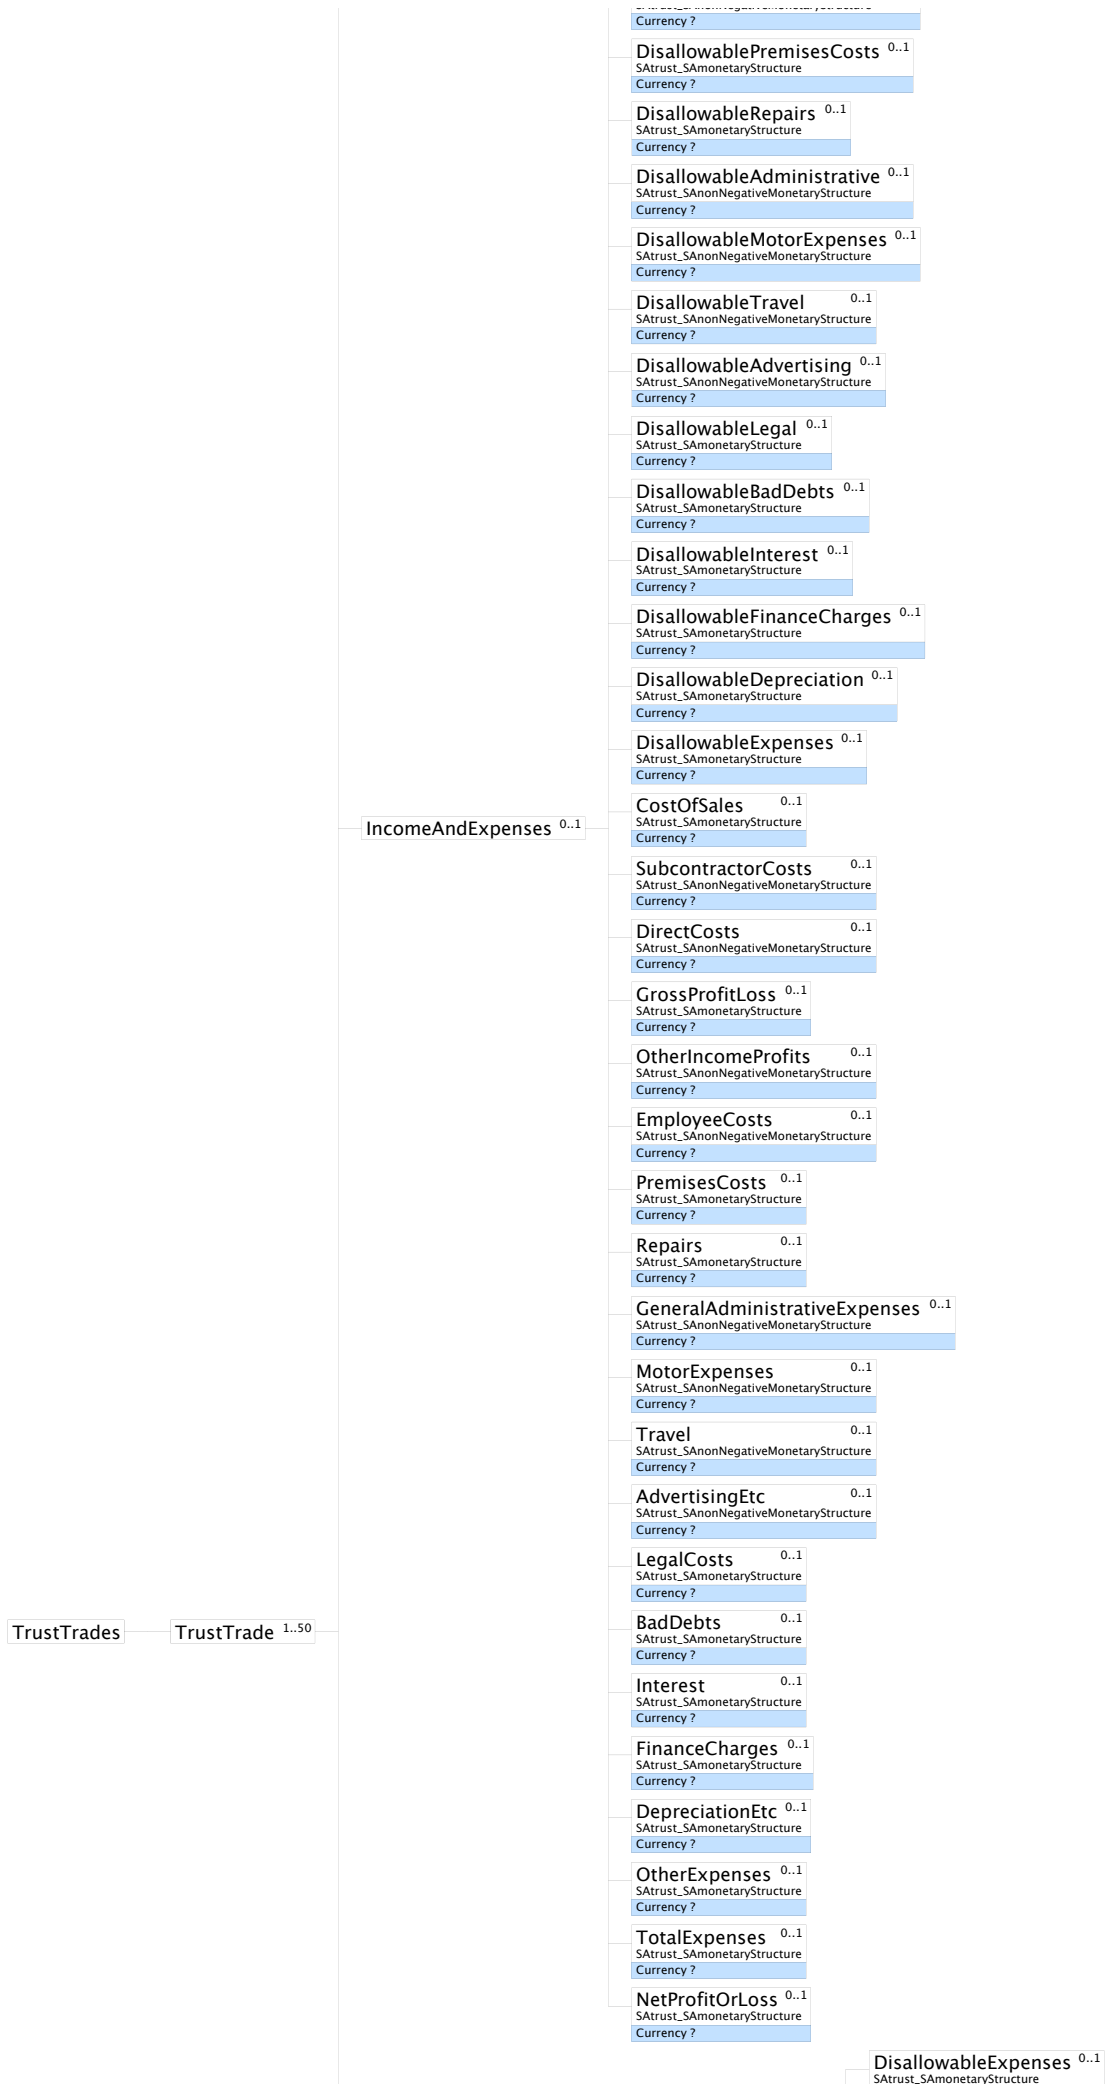 Currency ?
DisallowablePremisesCosts 0..1
SAtrust_SAmonetaryStructure
Currency ?
DisallowableRepairs 0..1
SAtrust_SAmonetaryStructure
Currency ?
DisallowableAdministrative 0..1
SAtrust_SAnonNegativeMonetaryStructure
Currency ?
DisallowableMotorExpenses 0..1
SAtrust_SAnonNegativeMonetaryStructure
Currency ?
DisallowableTravel 0..1
SAtrust_SAnonNegativeMonetaryStructure
Currency ?
DisallowableAdvertising 0..1
SAtrust_SAnonNegativeMonetaryStructure
Currency ?
DisallowableLegal 0..1
SAtrust_SAmonetaryStructure
Currency ?
DisallowableBadDebts 0..1
SAtrust_SAmonetaryStructure
Currency ?
DisallowableInterest 0..1
SAtrust_SAmonetaryStructure
Currency ?
DisallowableFinanceCharges 0..1
SAtrust_SAmonetaryStructure
Currency ?
DisallowableDepreciation 0..1
SAtrust_SAmonetaryStructure
Currency ?
DisallowableExpenses 0..1
SAtrust_SAmonetaryStructure
Currency ?
CostOfSales 0..1
SAtrust_SAmonetaryStructure
Currency ?
IncomeAndExpenses 0..1
SubcontractorCosts 0..1
SAtrust_SAnonNegativeMonetaryStructure
Currency ?
DirectCosts 0..1
SAtrust_SAnonNegativeMonetaryStructure
Currency ?
GrossProfitLoss 0..1
SAtrust_SAmonetaryStructure
Currency ?
OtherIncomeProfits 0..1
SAtrust_SAnonNegativeMonetaryStructure
Currency ?
EmployeeCosts 0..1
SAtrust_SAnonNegativeMonetaryStructure
Currency ?
PremisesCosts 0..1
SAtrust_SAmonetaryStructure
Currency ?
Repairs 0..1
SAtrust_SAmonetaryStructure
Currency ?
GeneralAdministrativeExpenses 0..1
SAtrust_SAnonNegativeMonetaryStructure
Currency ?
MotorExpenses 0..1
SAtrust_SAnonNegativeMonetaryStructure
Currency ?
Travel 0..1
SAtrust_SAnonNegativeMonetaryStructure
Currency ?
AdvertisingEtc 0..1
SAtrust_SAnonNegativeMonetaryStructure
Currency ?
LegalCosts 0..1
SAtrust_SAmonetaryStructure
Currency ?
BadDebts 0..1
SAtrust_SAmonetaryStructure
Currency ?
TrustTrades TrustTrade 1..50
Interest 0..1
SAtrust_SAmonetaryStructure
Currency ?
FinanceCharges 0..1
SAtrust_SAmonetaryStructure
Currency ?
DepreciationEtc 0..1
SAtrust_SAmonetaryStructure
Currency ?
OtherExpenses 0..1
SAtrust_SAmonetaryStructure
Currency ?
TotalExpenses 0..1
SAtrust_SAmonetaryStructure
Currency ?
NetProfitOrLoss 0..1
SAtrust_SAmonetaryStructure
Currency ?
DisallowableExpenses 0..1
SAtrust_SAmonetaryStructure